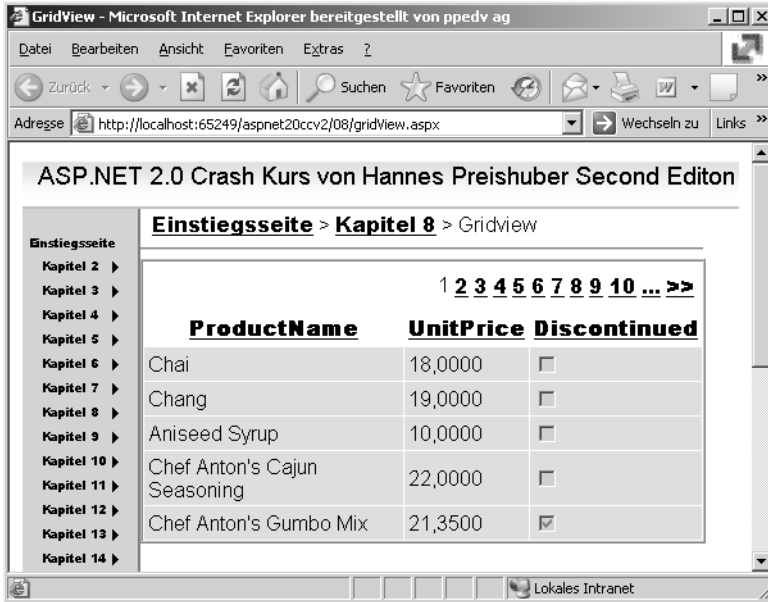 GridView - Microsoft Internet Explorer bereitgestellt von ppedv ag
Datei Bearbeiten Ansicht Favoriten Extras ?
Zurück Suchen Favoriten »
Adresse http://localhost:65249/aspnet20ccv2/08/gridView.aspx Wechseln zu Links »
ASP.NET 2.0 Crash Kurs von Hannes Preishuber Second Editon
Einstiegsseite > Kapitel 8 > Gridview
Einstiegsseite
Kapitel 2
Kapitel 3
Kapitel 4
Kapitel 5
Kapitel 6
Kapitel 7
Kapitel 8
Kapitel 9
Kapitel 10
Kapitel 11
Kapitel 12
Kapitel 13
Kapitel 14
1 2 3 4 5 6 7 8 9 10 ... >>
ProductName UnitPrice Discontinued
Chai 18,0000
Chang 19,0000
Aniseed Syrup 10,0000
Chef Anton's Cajun
Seasoning 22,0000
Chef Anton's Gumbo Mix 21,3500
Lokales Intranet